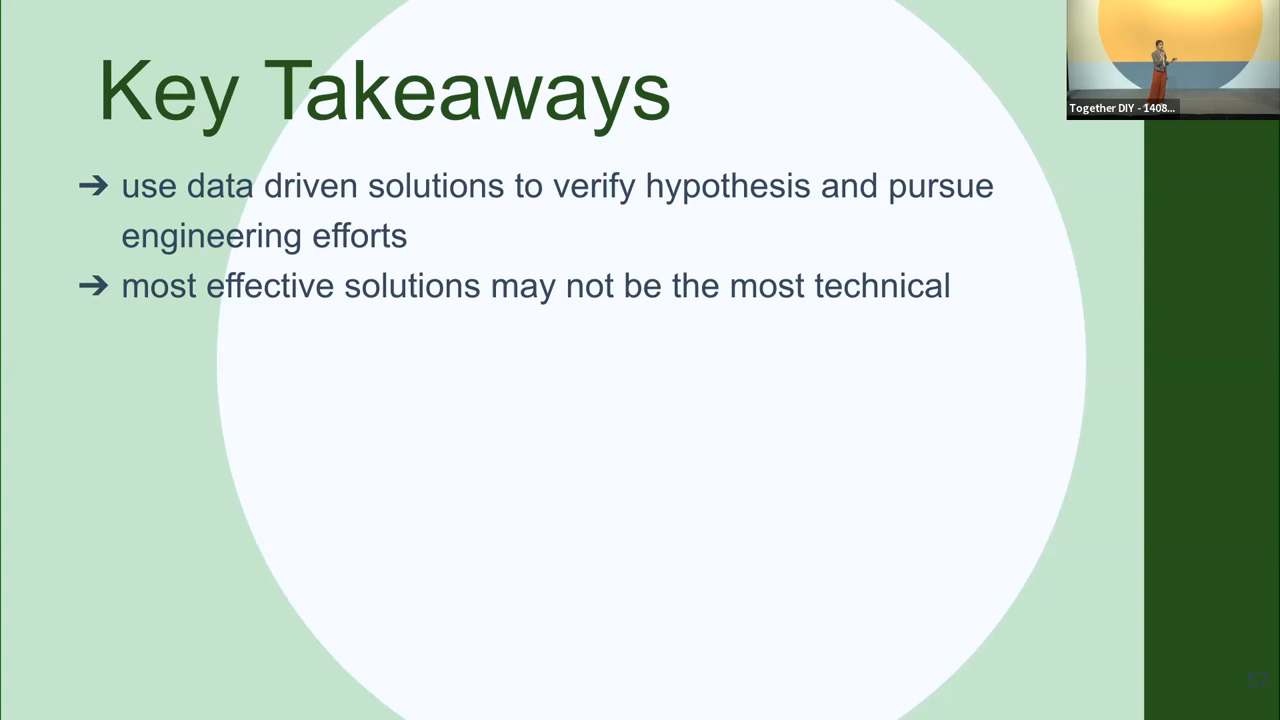 Key Takeaways
Together DIY - 1408...
➔ use data driven solutions to verify hypothesis and pursue
engineering efforts
➔ most effective solutions may not be the most technical
57